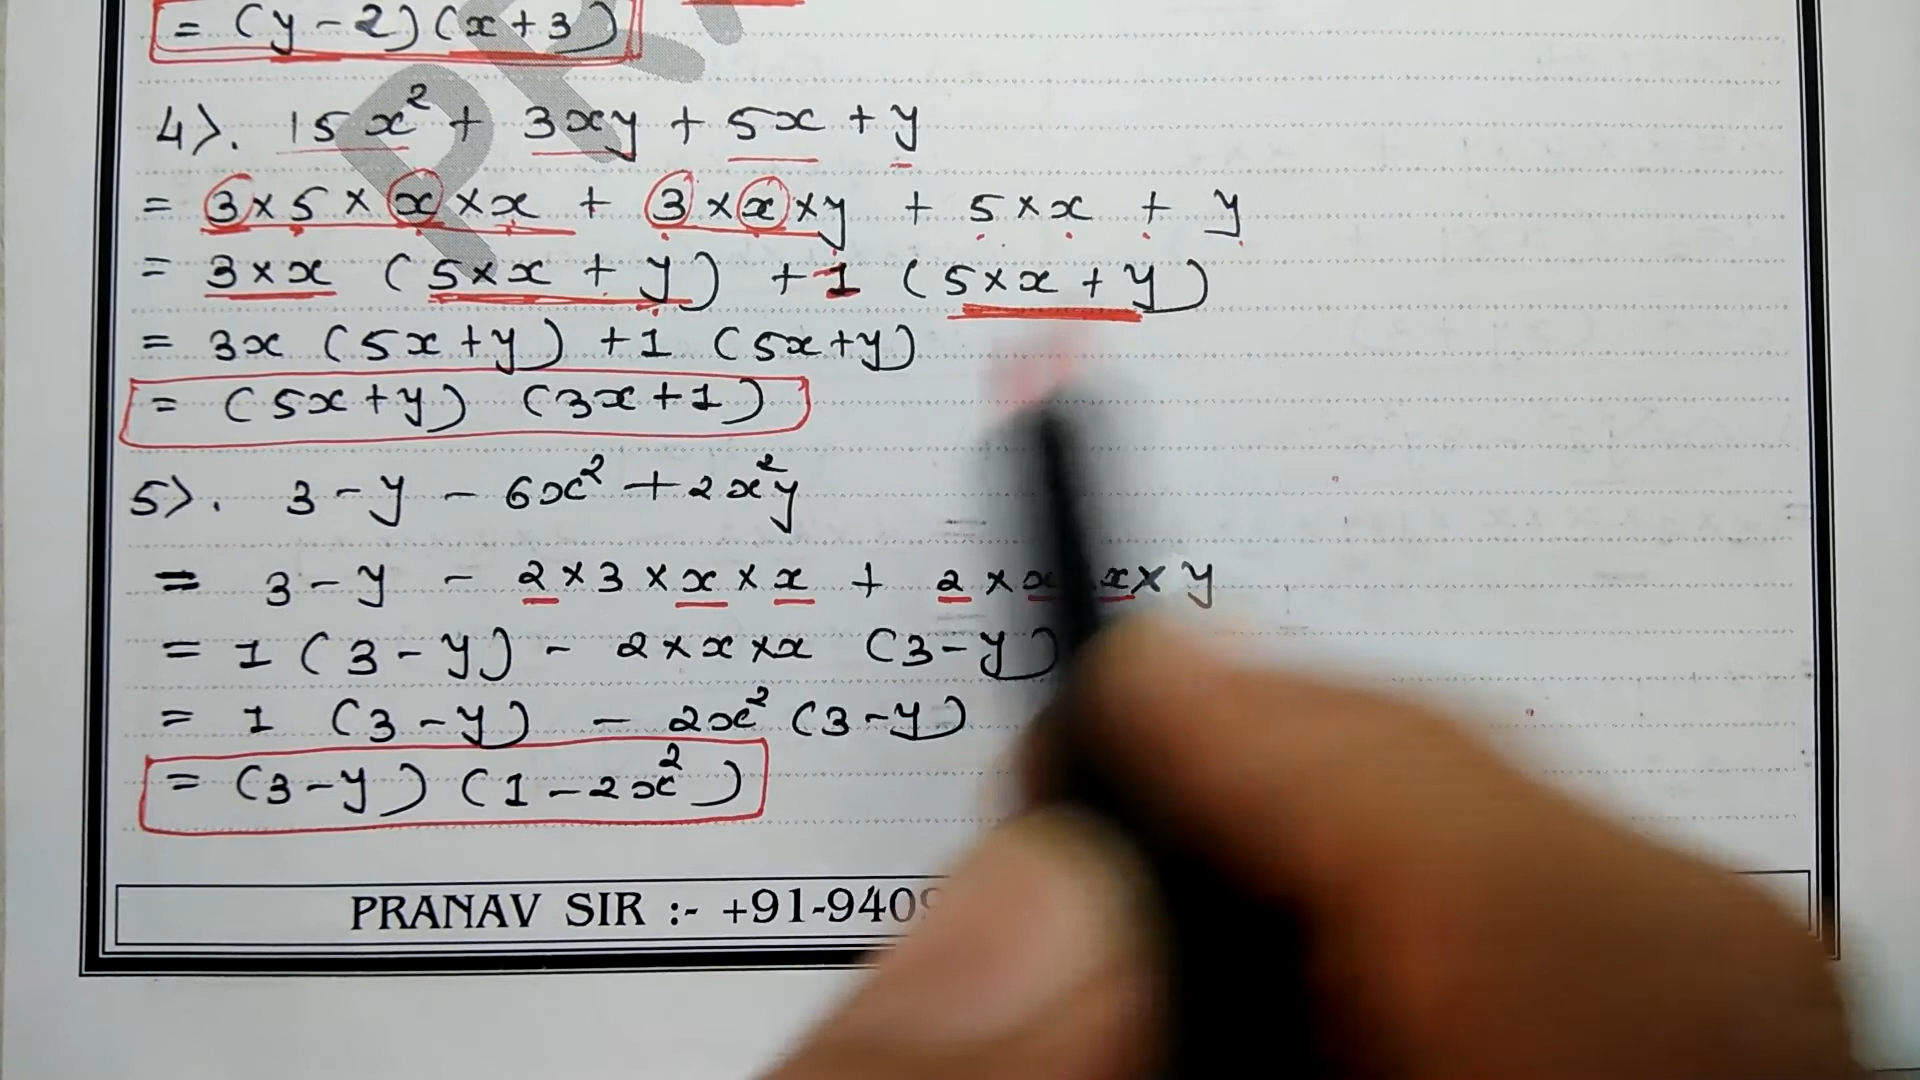 = (y - 2) (x + 3)
4). 15x² + 3xy + 5x + y
= 3 × 5 × x × x + 3 × x × y + 5 × x + y
= 3 × x (5 × x + y) + 1 (5 × x + y)
= 3x (5x + y) + 1 (5x + y)
= (5x + y) (3x + 1)
5). 3 - y - 6x² + 2x²y
= 3 - y - 2 × 3 × x × x + 2 × x x × y
= 1 (3 - y) - 2 × x × x (3 - y)
= 1 (3 - y) - 2x² (3 - y)
= (3 - y) (1 - 2x²)
PRANAV SIR :- +91-940